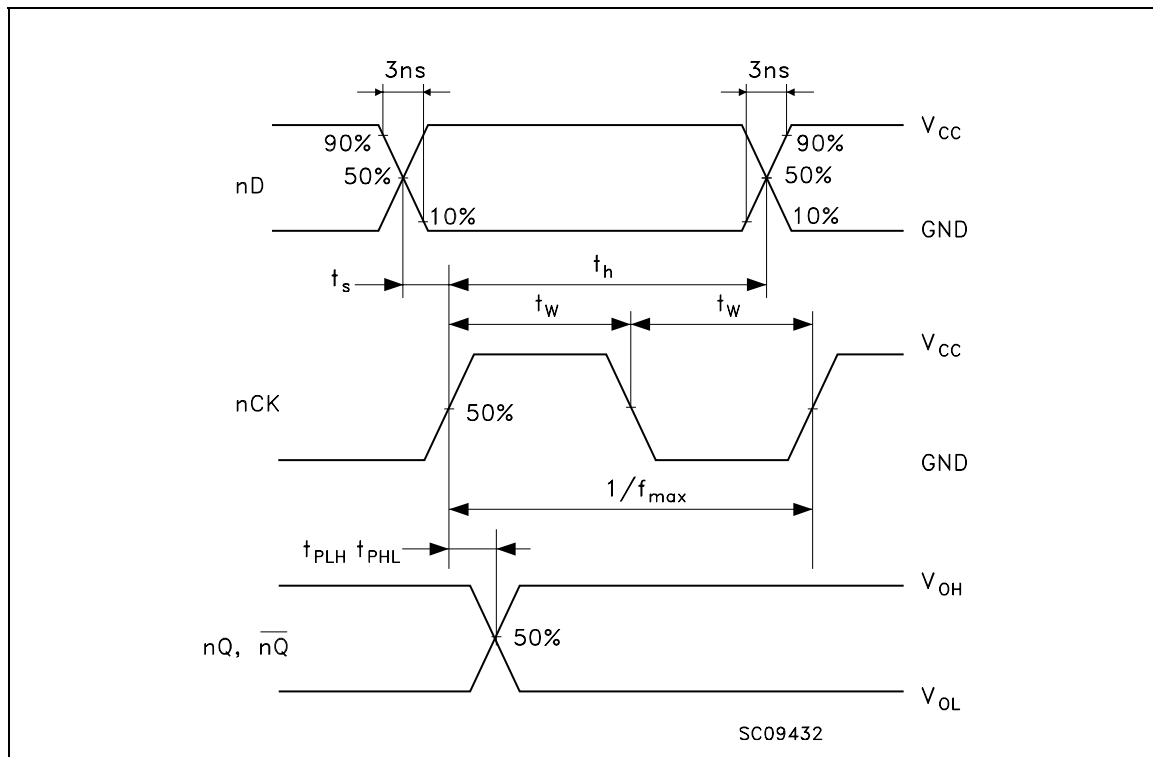 3ns 3ns
V_CC
90% 90%
50% 50%
nD
10% 10%
GND
t_s t_h
t_W t_W
V_CC
nCK 50%
GND
1/f_max
t_PLH t_PHL
V_OH
nQ, n̅Q̅ 50%
V_OL
SC09432